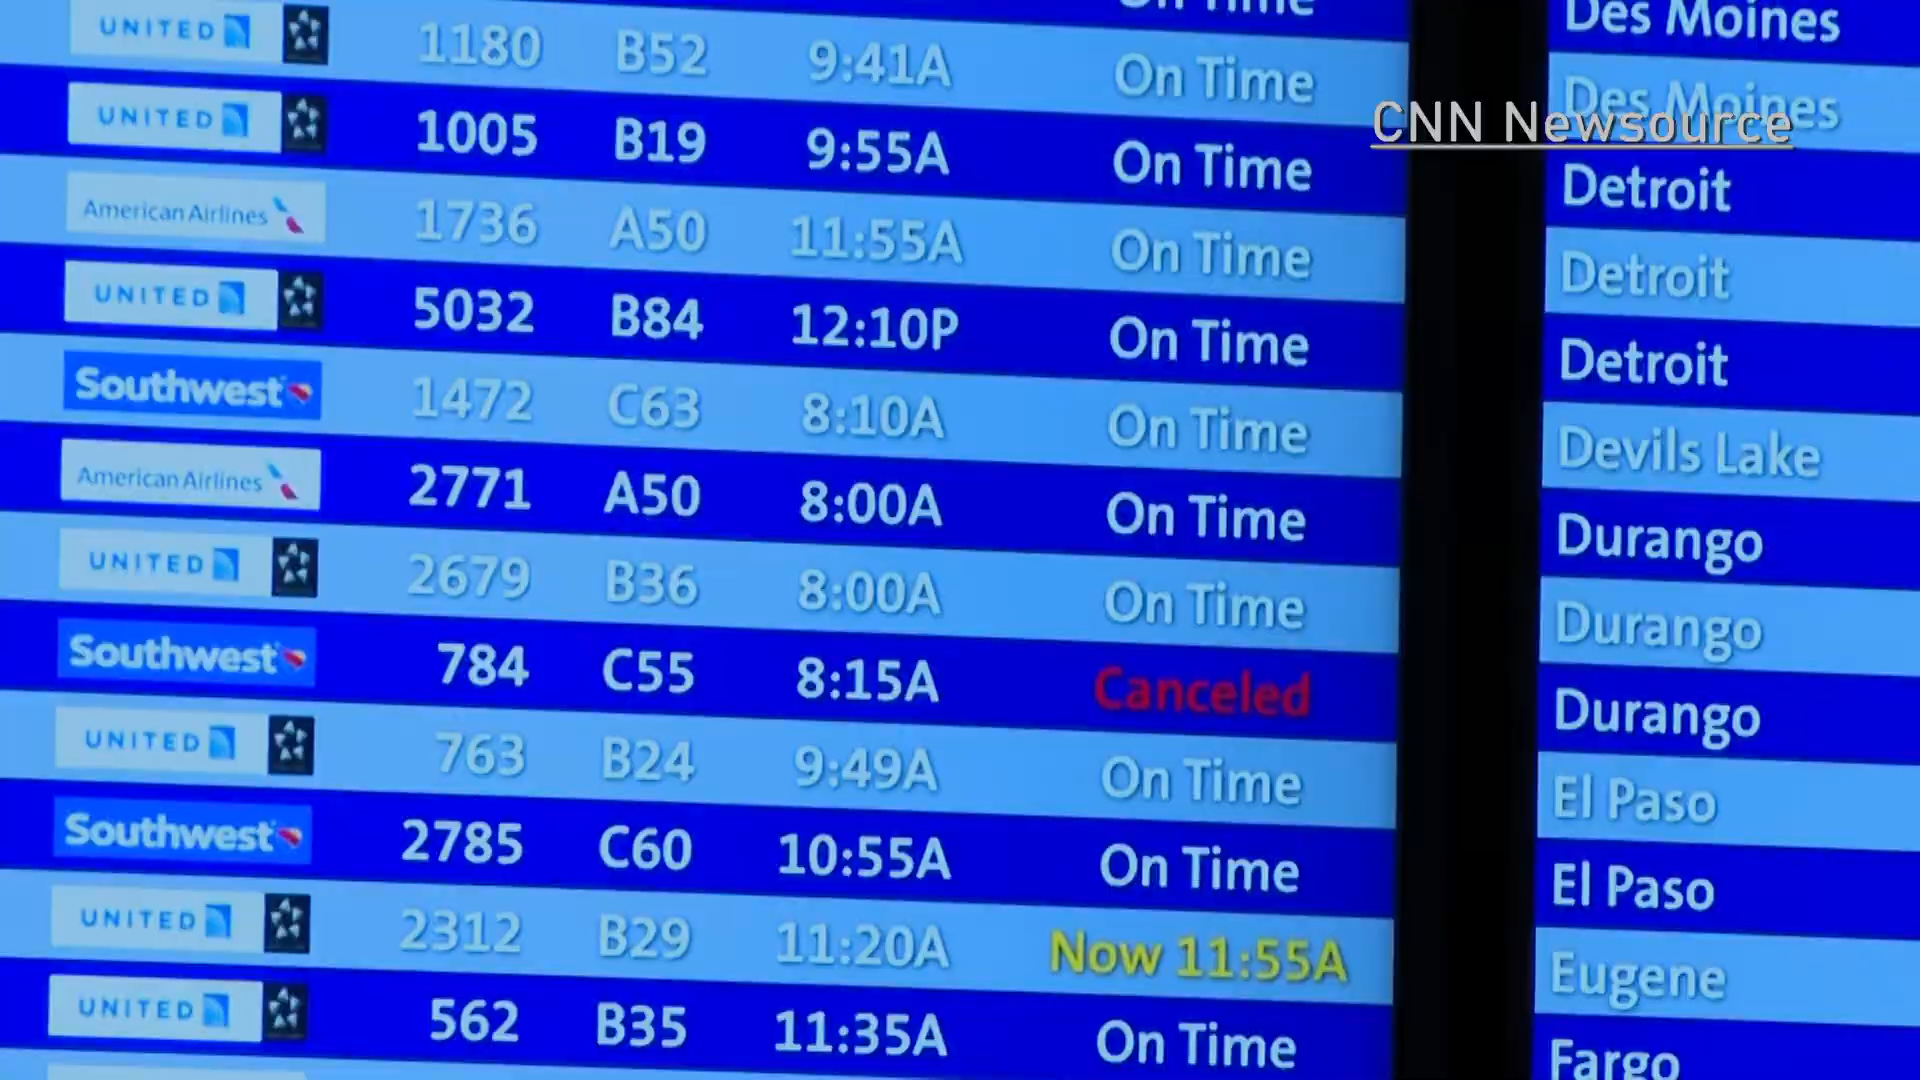 On Time
UNITED 1180 B52 9:41A On Time
UNITED 1005 B19 9:55A On Time
American Airlines 1736 A50 11:55A On Time
UNITED 5032 B84 12:10P On Time
Southwest 1472 C63 8:10A On Time
American Airlines 2771 A50 8:00A On Time
UNITED 2679 B36 8:00A On Time
Southwest 784 C55 8:15A Canceled
UNITED 763 B24 9:49A On Time
Southwest 2785 C60 10:55A On Time
UNITED 2312 B29 11:20A Now 11:55A
UNITED 562 B35 11:35A On Time
Des Moines
Des Moines
CNN Newsource
Detroit
Detroit
Detroit
Devils Lake
Durango
Durango
Durango
El Paso
El Paso
Eugene
Fargo